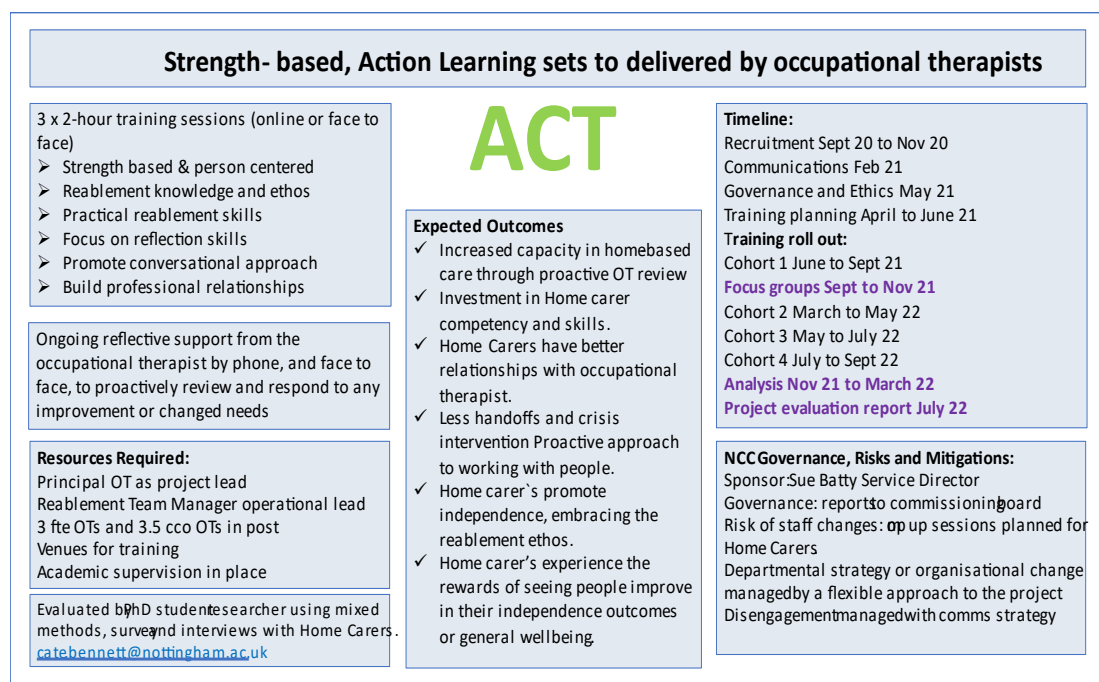 Strength- based, Action Learning sets to delivered by occupational therapists
3 x 2-hour training sessions (online or face to
face)
➢ Strength based & person centered
➢ Reablement knowledge and ethos
➢ Practical reablement skills
➢ Focus on reflection skills
➢ Promote conversational approach
➢ Build professional relationships
Ongoing reflective support from the
occupational therapist by phone, and face to
face, to proactively review and respond to any
improvement or changed needs
Resources Required:
Principal OT as project lead
Reablement Team Manager operational lead
3 fte OTs and 3.5 cco OTs in post
Venues for training
Academic supervision in place
Evaluated by PhD student researcher using mixed
methods, survey and interviews with Home Carers.
cate.bennett@nottingham.ac.uk
ACT
Expected Outcomes
✓ Increased capacity in homebased
care through proactive OT review
✓ Investment in Home carer
competency and skills.
✓ Home Carers have better
relationships with occupational
therapist.
✓ Less handoffs and crisis
intervention Proactive approach
to working with people.
✓ Home carer`s promote
independence, embracing the
reablement ethos.
✓ Home carer's experience the
rewards of seeing people improve
in their independence outcomes
or general wellbeing.
Timeline:
Recruitment Sept 20 to Nov 20
Communications Feb 21
Governance and Ethics May 21
Training planning April to June 21
Training roll out:
Cohort 1 June to Sept 21
Focus groups Sept to Nov 21
Cohort 2 March to May 22
Cohort 3 May to July 22
Cohort 4 July to Sept 22
Analysis Nov 21 to March 22
Project evaluation report July 22
NCC Governance, Risks and Mitigations:
Sponsor: Sue Batty Service Director
Governance: reports to commissioning board
Risk of staff changes: up sessions planned for
Home Carers.
Departmental strategy or organisational change
managed by a flexible approach to the project
Disengagement managed with comms strategy